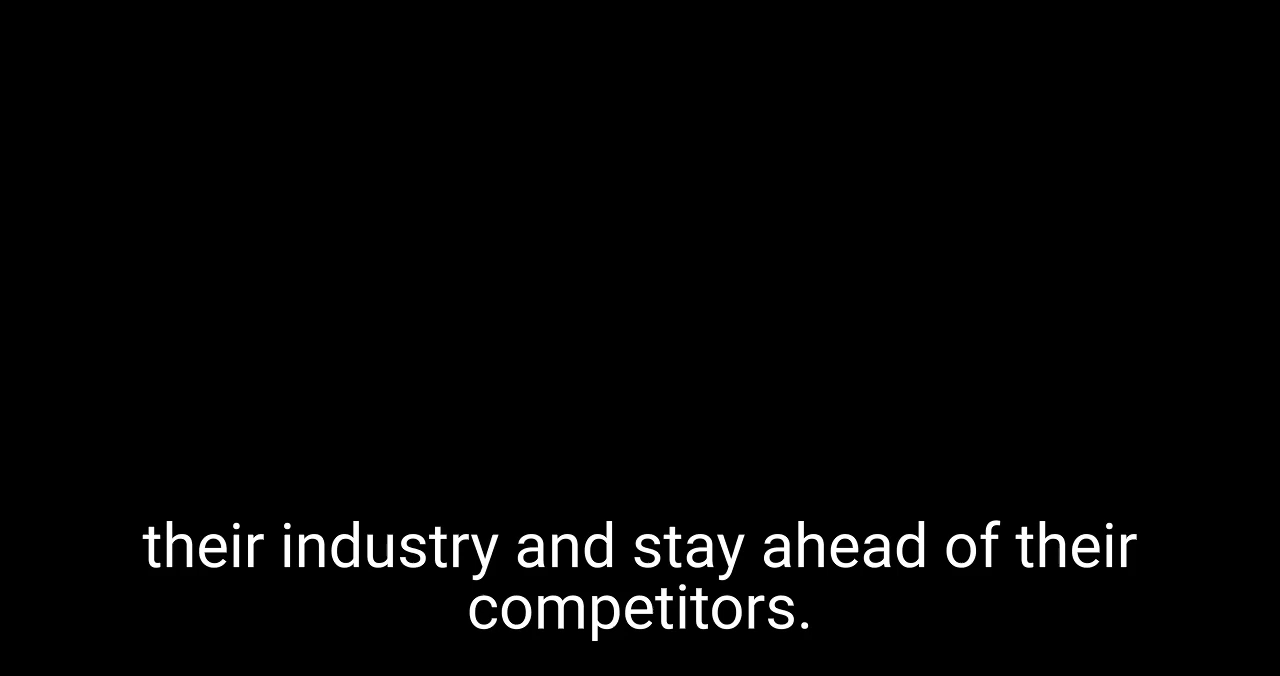 their industry and stay ahead of their
competitors.